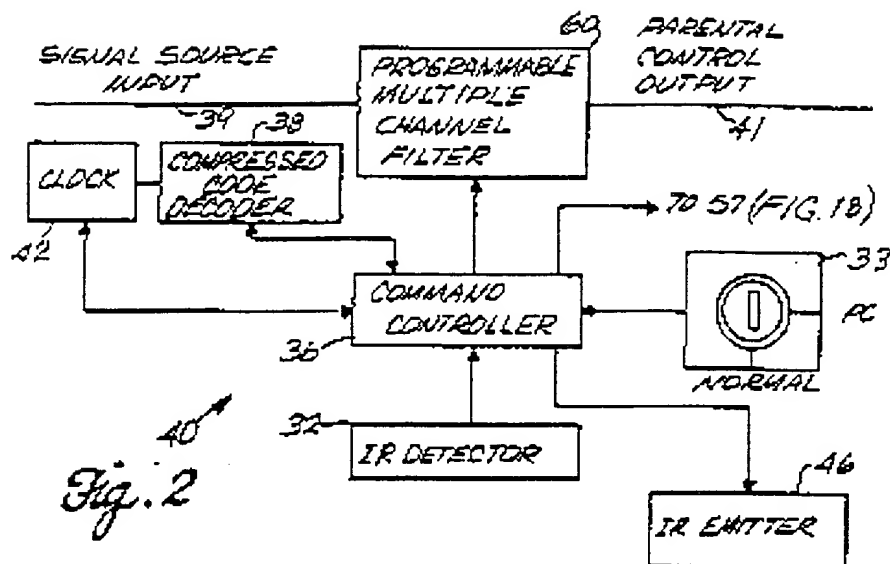 60
SIGNAL SOURCE
INPUT
PROGRAMMABLE
MULTIPLE
CHANNEL
FILTER
PARENTAL
CONTROL
OUTPUT
39
41
38
CLOCK
COMPRESSED
CODE
DECODER
42
TO 57 (FIG. 18)
33
COMMAND
CONTROLLER
36
PC
NORMAL
40
32
IR DETECTOR
46
IR EMITTER
Fig. 2